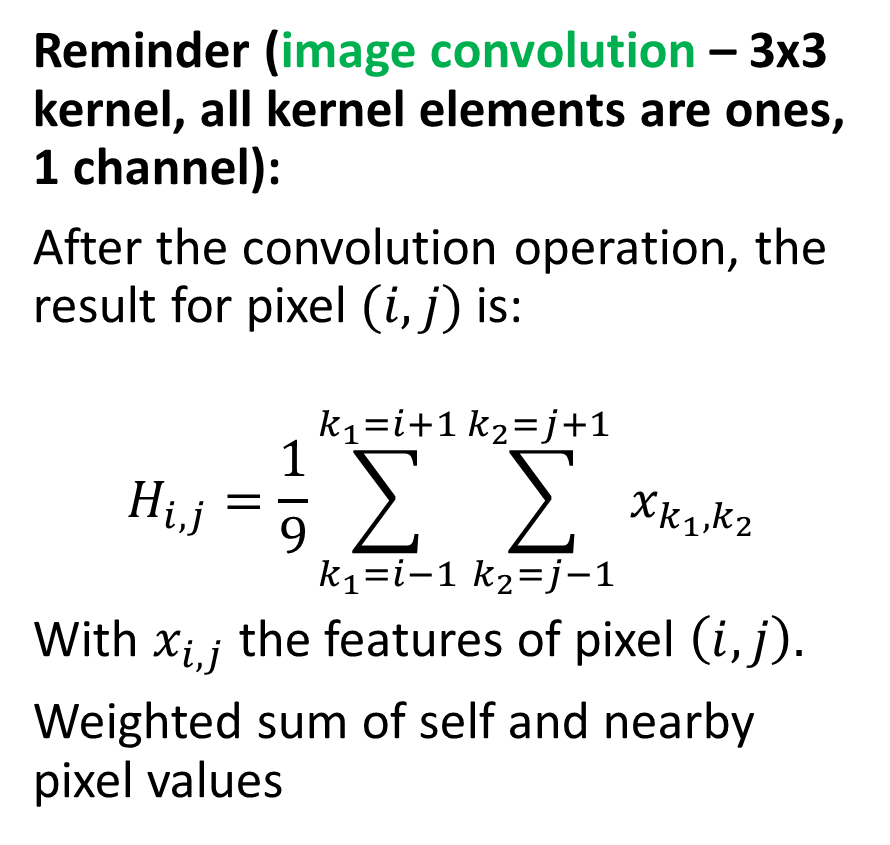 Reminder (image convolution – 3x3
kernel, all kernel elements are ones,
1 channel):
After the convolution operation, the
result for pixel (i, j) is:
H_{i,j} = \frac{1}{9} \sum_{k_1=i-1}^{k_1=i+1} \sum_{k_2=j-1}^{k_2=j+1} x_{k_1,k_2}
With x_{i,j} the features of pixel (i, j).
Weighted sum of self and nearby
pixel values